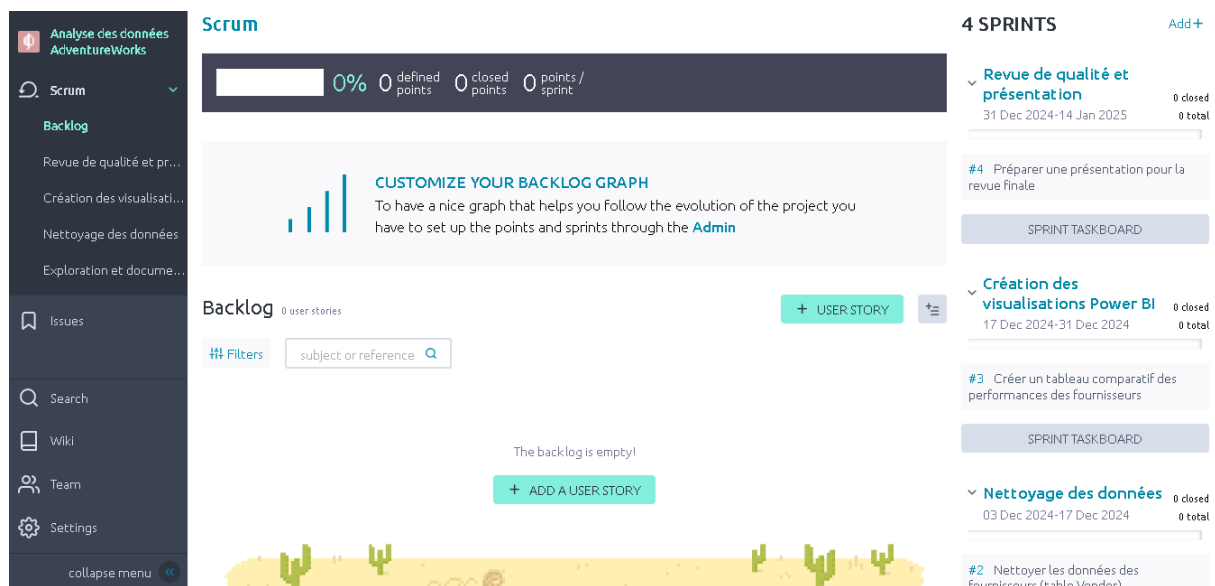 Analyse des données
AdventureWorks
Scrum
Backlog
Revue de qualité et pr...
Création des visualisati...
Nettoyage des données
Exploration et docume...
Issues
Search
Wiki
Team
Settings
collapse menu
Scrum
0% 0 defined points 0 closed points 0 points / sprint
CUSTOMIZE YOUR BACKLOG GRAPH
To have a nice graph that helps you follow the evolution of the project you
have to set up the points and sprints through the Admin
Backlog 0 user stories
+ USER STORY
Filters
subject or reference
The backlog is empty!
+ ADD A USER STORY
4 SPRINTS
Add +
Revue de qualité et
présentation
0 closed
31 Dec 2024-14 Jan 2025
0 total
#4 Préparer une présentation pour la
revue finale
SPRINT TASKBOARD
Création des
visualisations Power BI
0 closed
17 Dec 2024-31 Dec 2024
0 total
#3 Créer un tableau comparatif des
performances des fournisseurs
SPRINT TASKBOARD
Nettoyage des données
0 closed
03 Dec 2024-17 Dec 2024
0 total
#2 Nettoyer les données des
fournisseurs (table Vendor)